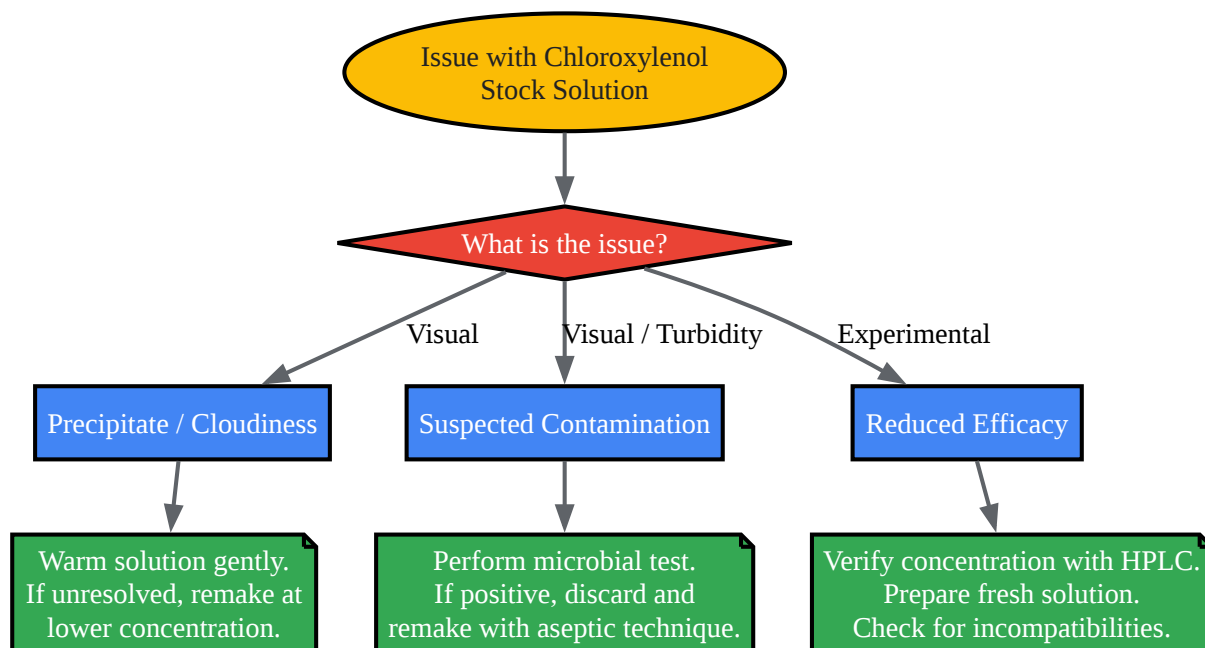 Issue with Chloroxylenol
Stock Solution
What is the issue?
Visual
Visual / Turbidity
Experimental
Precipitate / Cloudiness
Suspected Contamination
Reduced Efficacy
Warm solution gently.
If unresolved, remake at
lower concentration.
Perform microbial test.
If positive, discard and
remake with aseptic technique.
Verify concentration with HPLC.
Prepare fresh solution.
Check for incompatibilities.